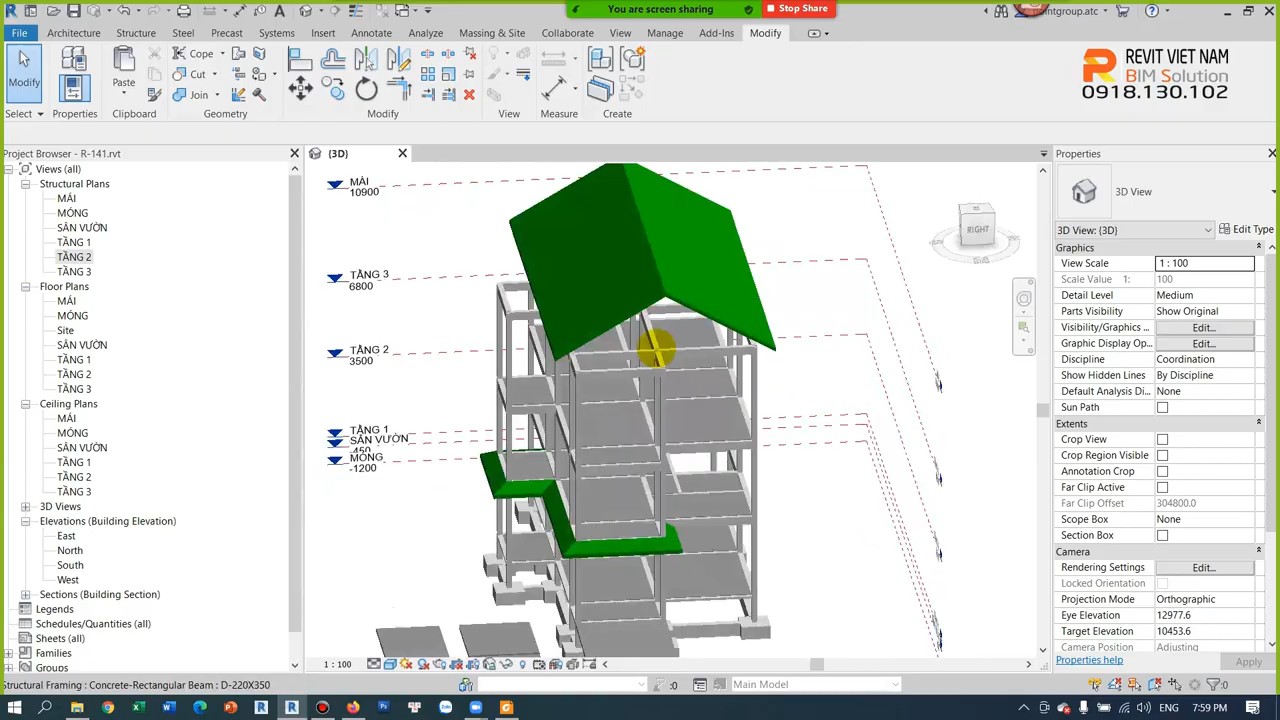 You are screen sharing
Stop Share
File
Architecture
Structure
Steel
Precast
Systems
Insert
Annotate
Analyze
Massing & Site
Collaborate
View
Manage
Add-Ins
Modify
Modify
Paste
Cope
Cut
Join
REVIT VIET NAM
BIM Solution
0918.130.102
Select
Properties
Clipboard
Geometry
Modify
View
Measure
Create
Project Browser - R-141.rvt
(3D)
Properties
Views (all)
Structural Plans
MÁI
MÓNG
SÂN VƯỜN
TẦNG 1
TẦNG 2
TẦNG 3
Floor Plans
MÁI
MÓNG
Site
SÂN VƯỜN
TẦNG 1
TẦNG 2
TẦNG 3
Ceiling Plans
MÁI
MÓNG
SÂN VƯỜN
TẦNG 1
TẦNG 2
TẦNG 3
3D Views
Elevations (Building Elevation)
East
North
South
West
Sections (Building Section)
Legends
Schedules/Quantities (all)
Sheets (all)
Families
Groups
MÁI
10900
TẦNG 3
6800
TẦNG 2
3500
TẦNG 1
SÂN VƯỜN
-450
MÓNG
-1200
RIGHT
3D View
3D View: {3D}
Edit Type
Graphics
View Scale 1 : 100
Scale Value 1: 100
Detail Level Medium
Parts Visibility Show Original
Visibility/Graphics ... Edit...
Graphic Display Op... Edit...
Discipline Coordination
Show Hidden Lines By Discipline
Default Analysis Di... None
Sun Path
Extents
Crop View
Crop Region Visible
Annotation Crop
Far Clip Active
Far Clip Offset 304800.0
Scope Box None
Section Box
Camera
Rendering Settings Edit...
Locked Orientation
Projection Mode Orthographic
Eye Elevation 12977.6
Target Elevation 10453.6
Camera Position Adjusting
Properties help
Apply
1 : 100
Structural Framing : Concrete-Rectangular Beam : D-220X350
:0
Main Model
:0
ENG
7:59 PM